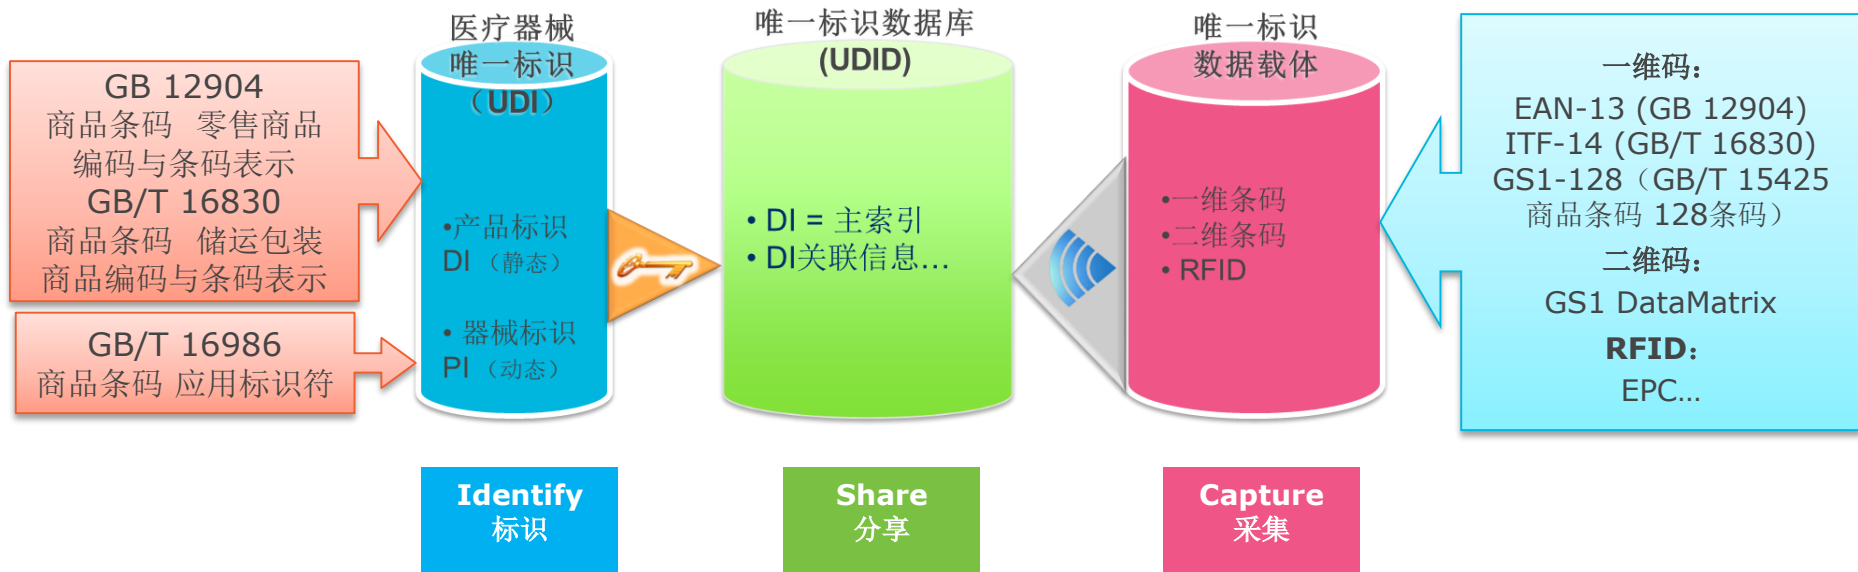 GB 12904
商品条码 零售商品
编码与条码表示
GB/T 16830
商品条码 储运包装
商品编码与条码表示
GB/T 16986
商品条码 应用标识符
医疗器械
唯一标识
（UDI）
•产品标识
DI （静态）
• 器械标识
PI （动态）
唯一标识数据库
(UDID)
• DI = 主索引
• DI关联信息...
唯一标识
数据载体
•一维条码
•二维条码
• RFID
一维码：
EAN-13 (GB 12904)
ITF-14 (GB/T 16830)
GS1-128（GB/T 15425
商品条码 128条码）
二维码：
GS1 DataMatrix
RFID：
EPC...
Identify
标识
Share
分享
Capture
采集